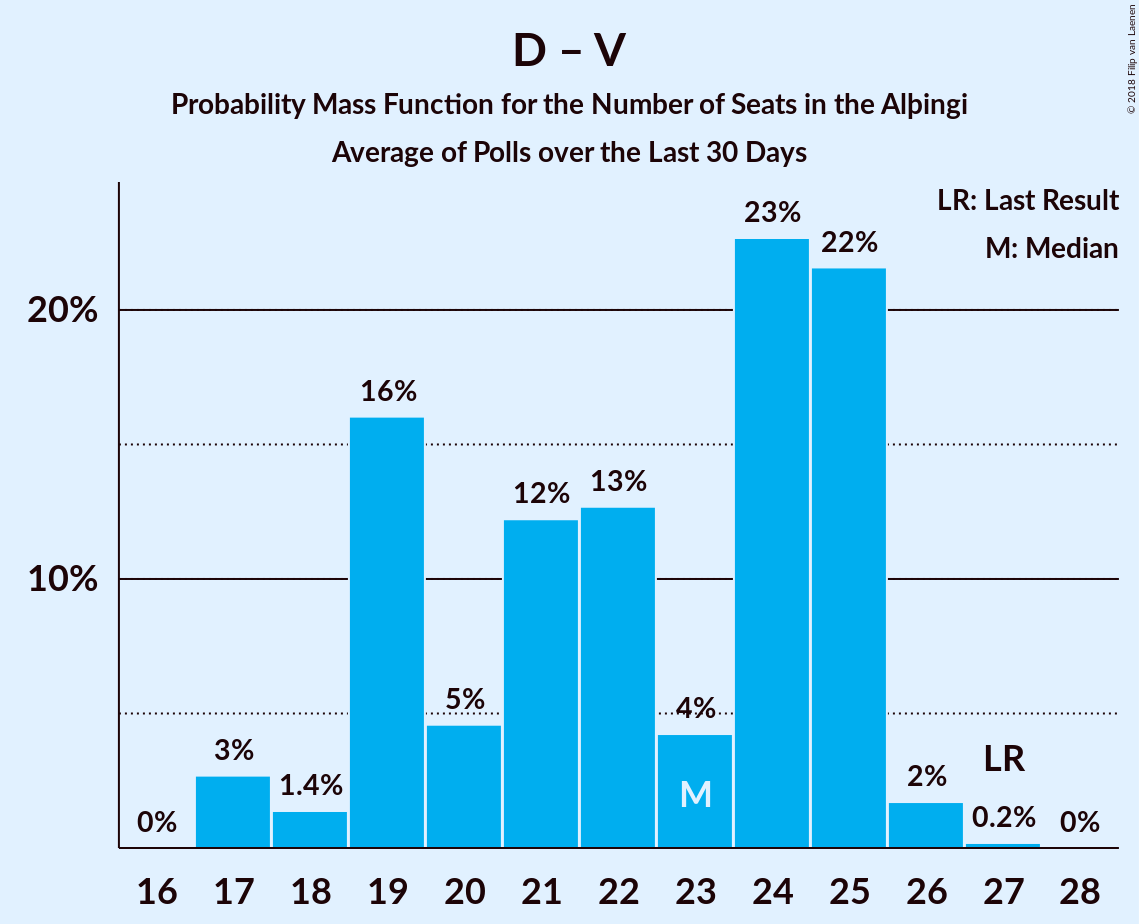 D – V
Probability Mass Function for the Number of Seats in the Alþingi
Average of Polls over the Last 30 Days
© 2018 Filip van Laenen
LR: Last Result
M: Median
20%
10%
0%
3%
1.4%
16%
5%
12%
13%
4%
M
23%
22%
2%
LR
0.2%
0%
16 17 18 19 20 21 22 23 24 25 26 27 28